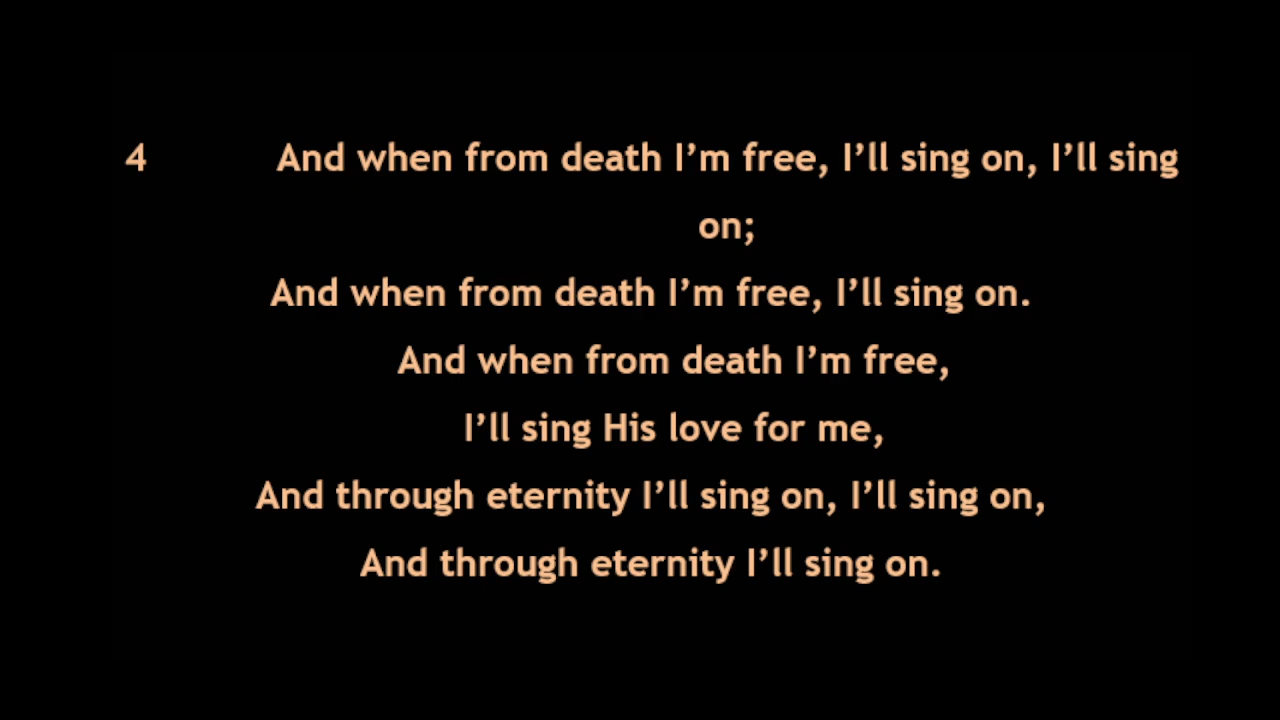 4 And when from death I’m free, I’ll sing on, I’ll sing
on;
And when from death I’m free, I’ll sing on.
And when from death I’m free,
I’ll sing His love for me,
And through eternity I’ll sing on, I’ll sing on,
And through eternity I’ll sing on.